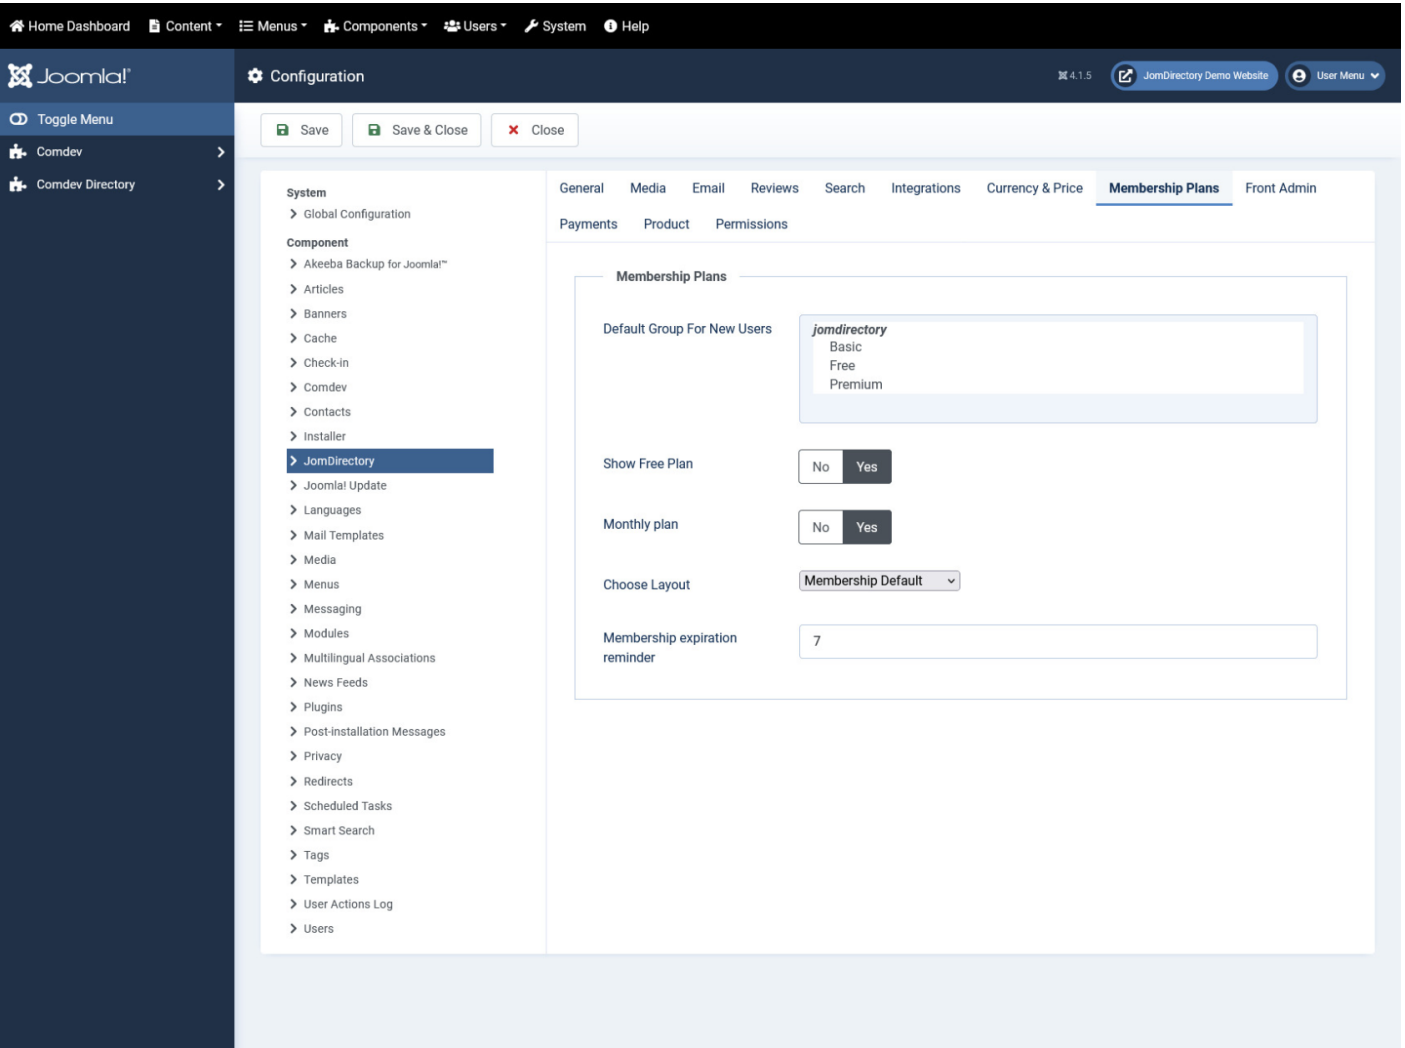 Home Dashboard Content Menus Components Users System Help
Joomla!®
Configuration
4.1.5 JomDirectory Demo Website User Menu
Toggle Menu
Comdev
Comdev Directory
Save Save & Close Close
System
Global Configuration
Component
Akeeba Backup for Joomla!™
Articles
Banners
Cache
Check-in
Comdev
Contacts
Installer
JomDirectory
Joomla! Update
Languages
Mail Templates
Media
Menus
Messaging
Modules
Multilingual Associations
News Feeds
Plugins
Post-installation Messages
Privacy
Redirects
Scheduled Tasks
Smart Search
Tags
Templates
User Actions Log
Users
General Media Email Reviews Search Integrations Currency & Price Membership Plans Front Admin
Payments Product Permissions
Membership Plans
Default Group For New Users
jomdirectory
Basic
Free
Premium
Show Free Plan No Yes
Monthly plan No Yes
Choose Layout Membership Default
Membership expiration
reminder
7